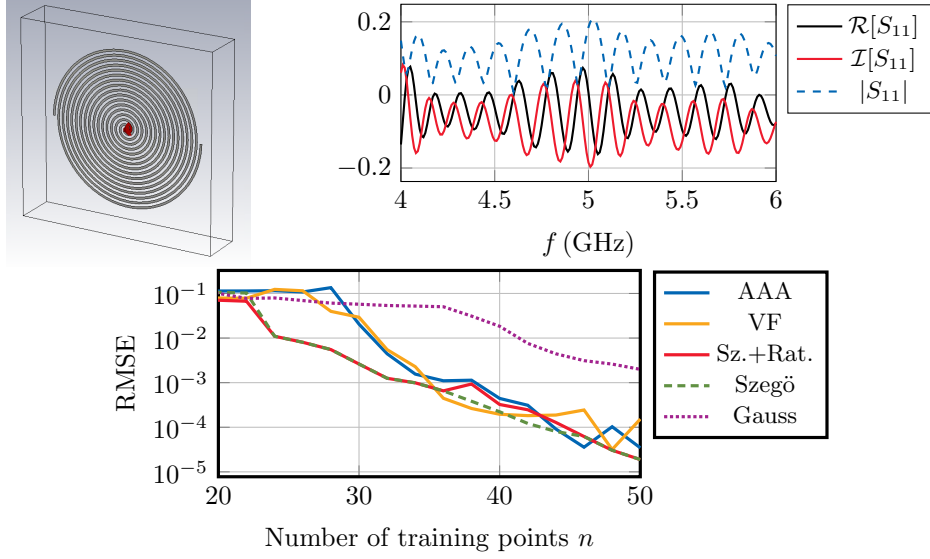 0.2
0
−0.2
4
4.5
5
5.5
6
f (GHz)
R[S11]
I[S11]
|S11|
10−1
10−2
10−3
10−4
10−5
RMSE
20
30
40
50
Number of training points n
AAA
VF
Sz.+Rat.
Szegö
Gauss